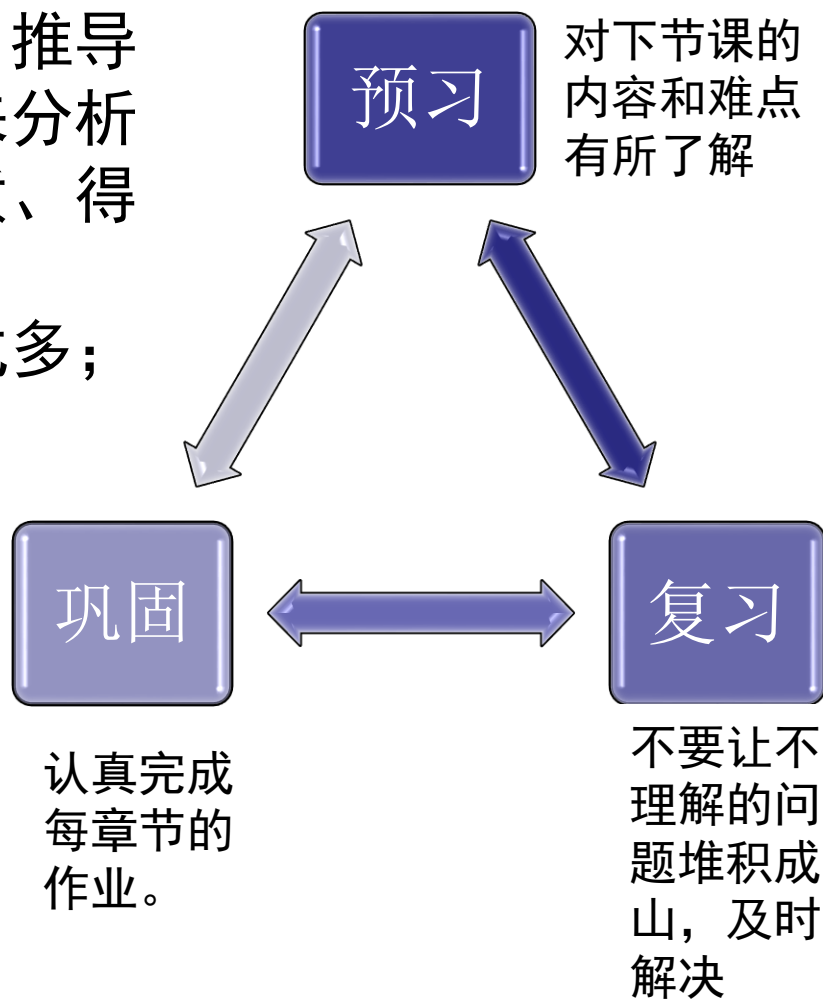 推导
分析
、得
多；
预习
对下节课的
内容和难点
有所了解
巩固
复习
认真完成
每章节的
作业。
不要让不
理解的问
题堆积成
山，及时
解决